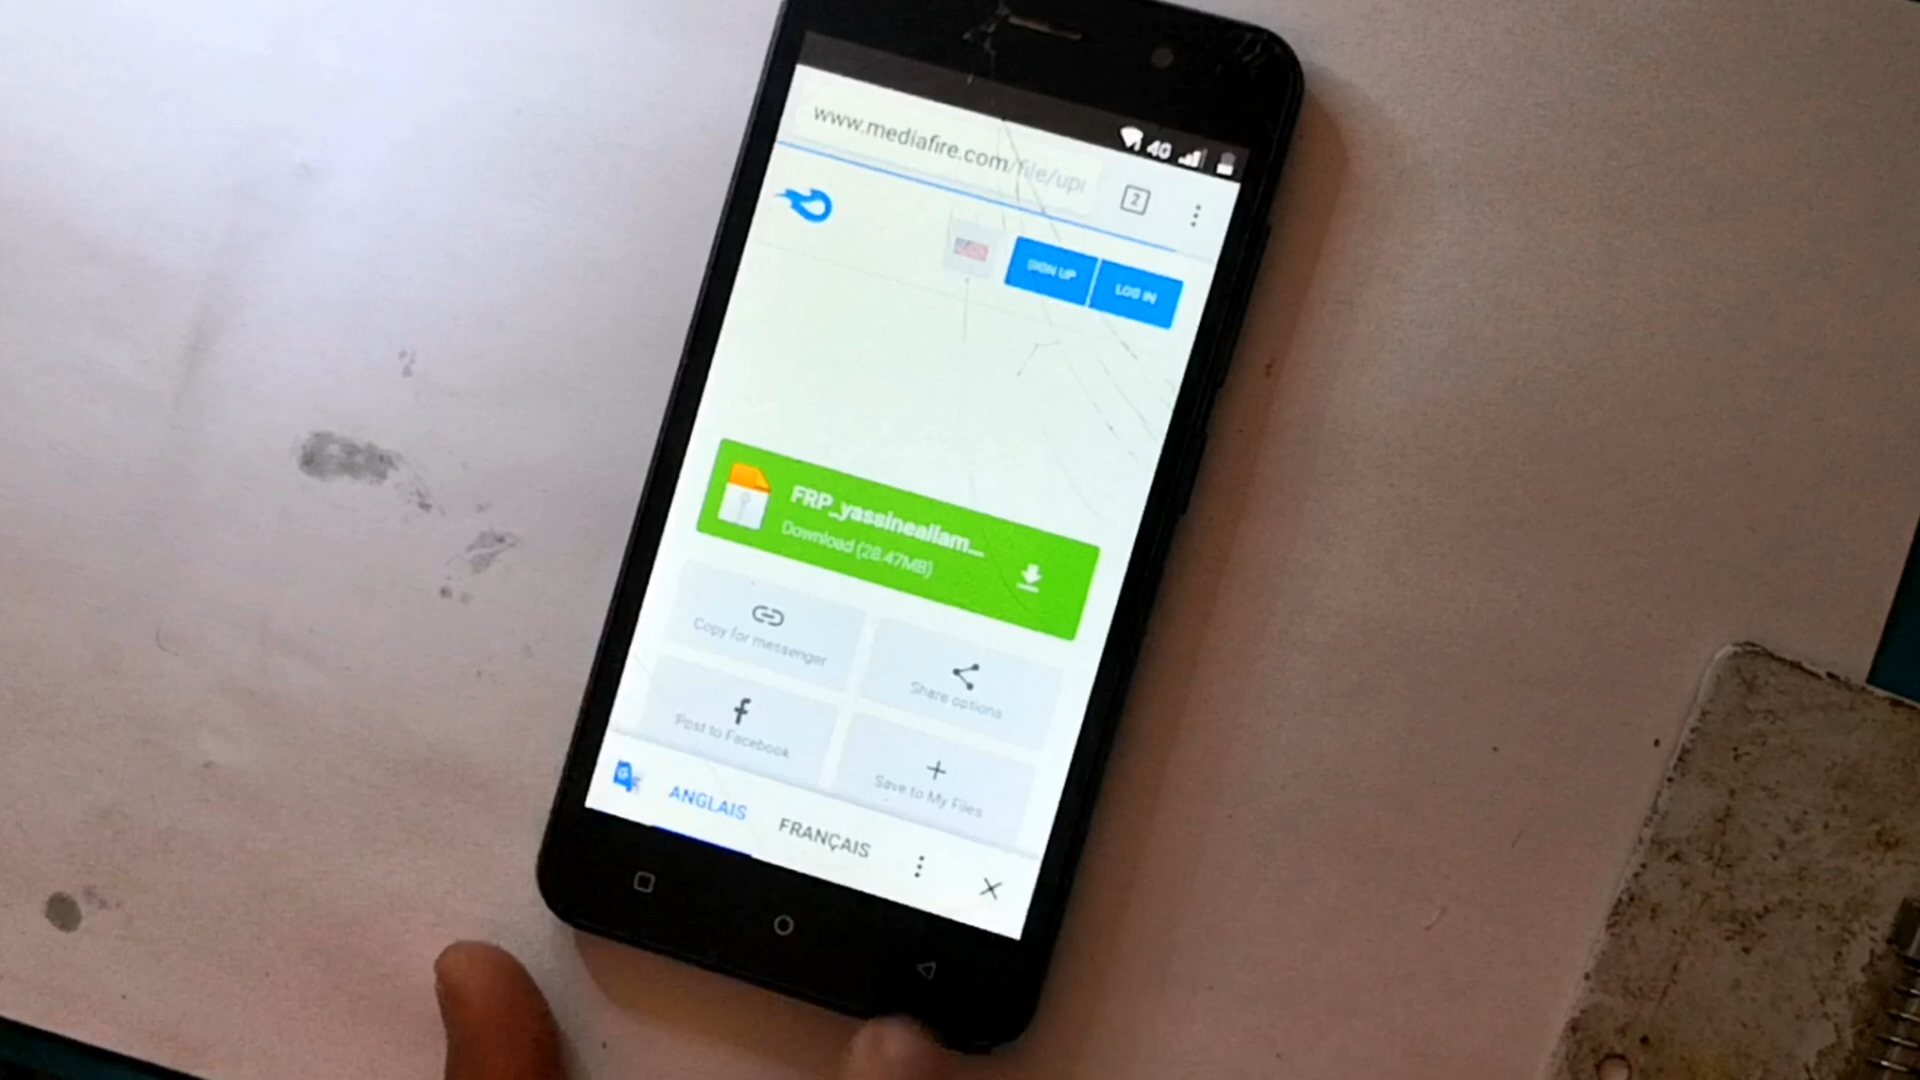 4G
www.mediafire.com/file/upi
2
SIGN UP
LOG IN
FRP_yassineallam...
Download (28.47MB)
Copy for messenger
Share options
Post to Facebook
Save to My Files
ANGLAIS
FRANÇAIS